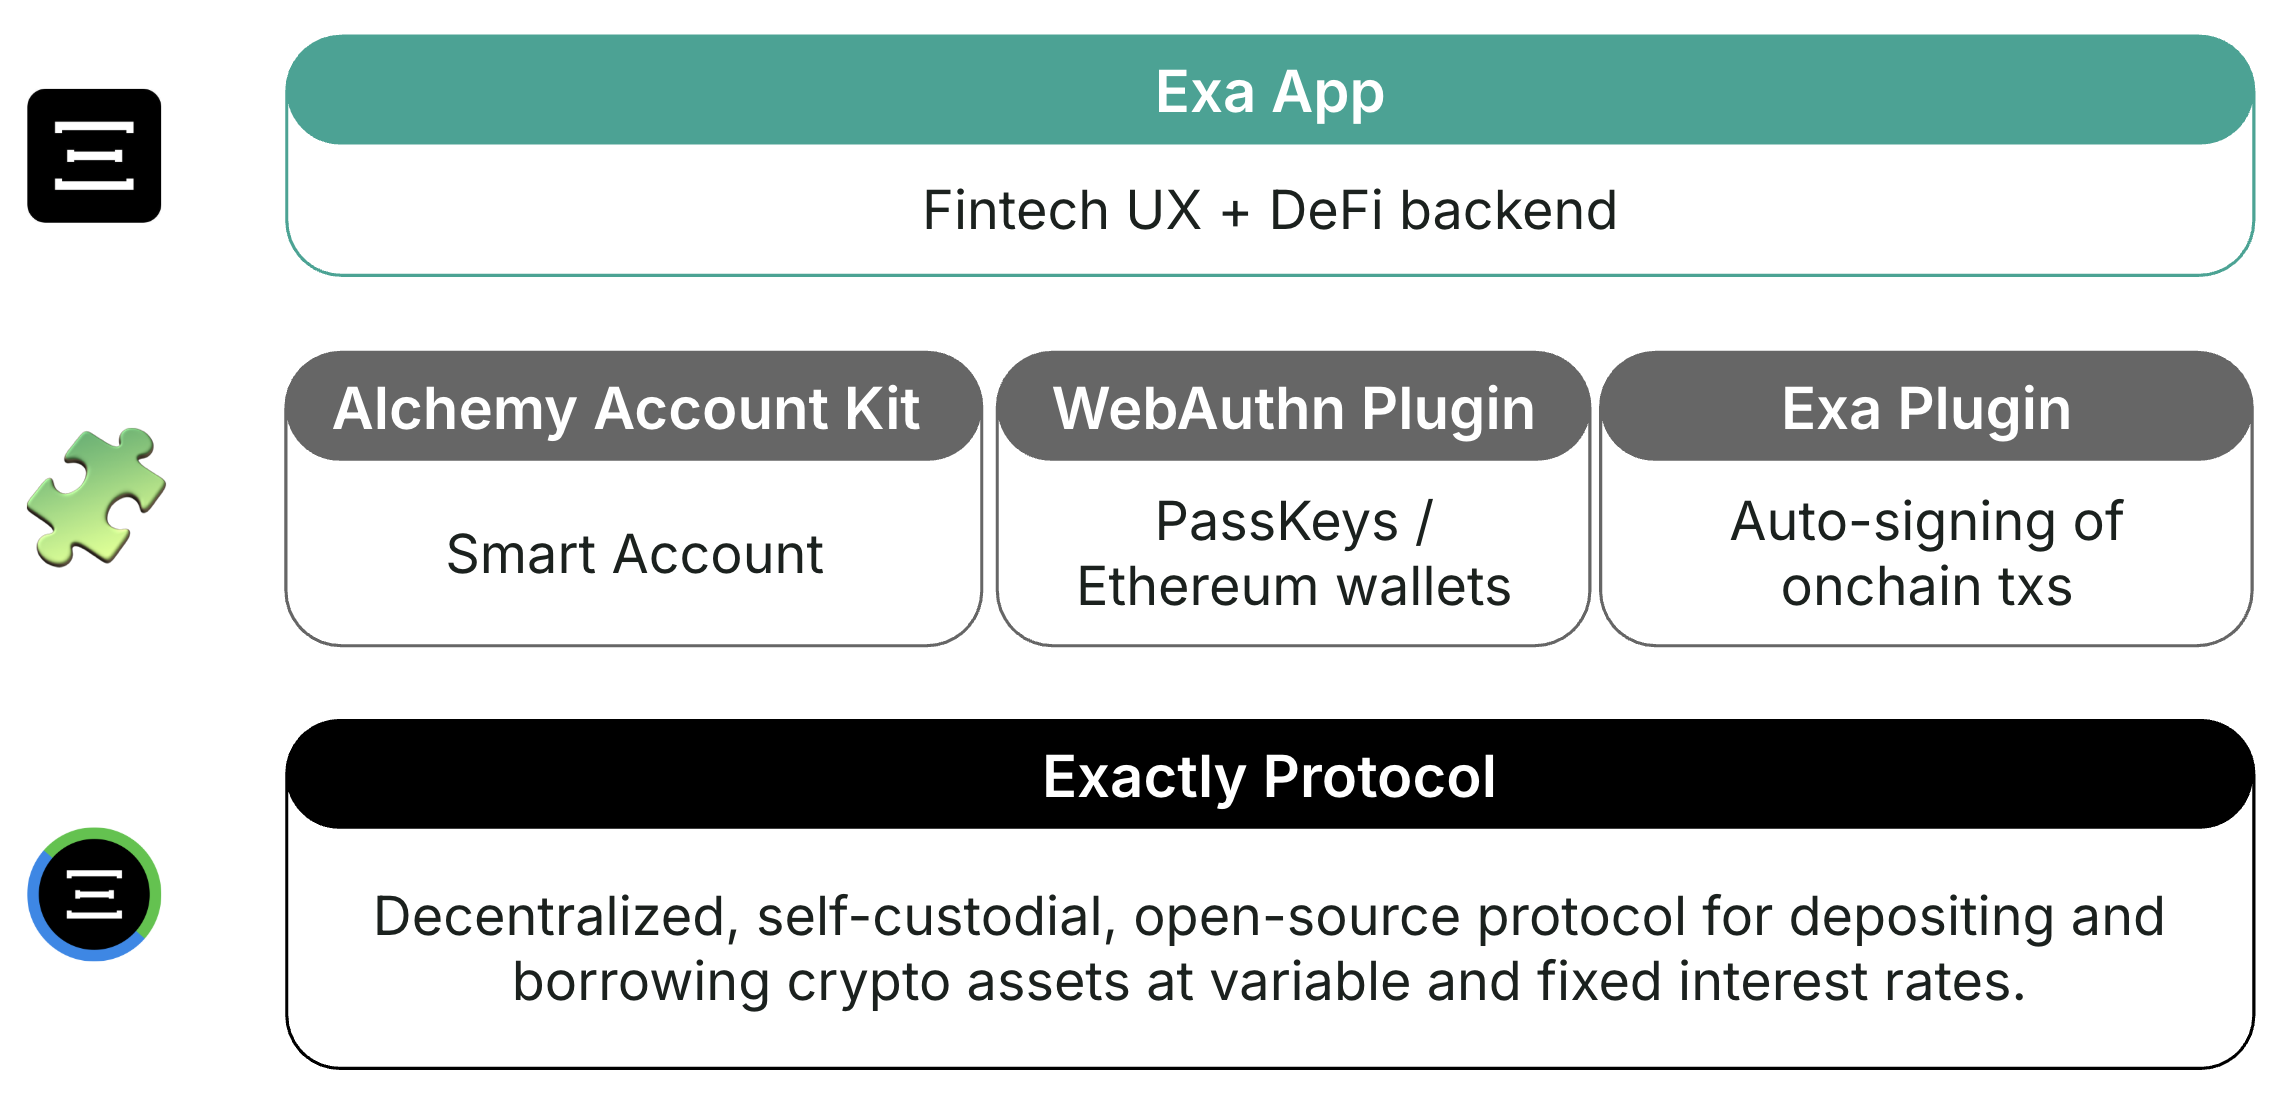 Exa App
Fintech UX + DeFi backend
Alchemy Account Kit
Smart Account
WebAuthn Plugin
PassKeys /
Ethereum wallets
Exa Plugin
Auto-signing of
onchain txs
Exactly Protocol
Decentralized, self-custodial, open-source protocol for depositing and
borrowing crypto assets at variable and fixed interest rates.